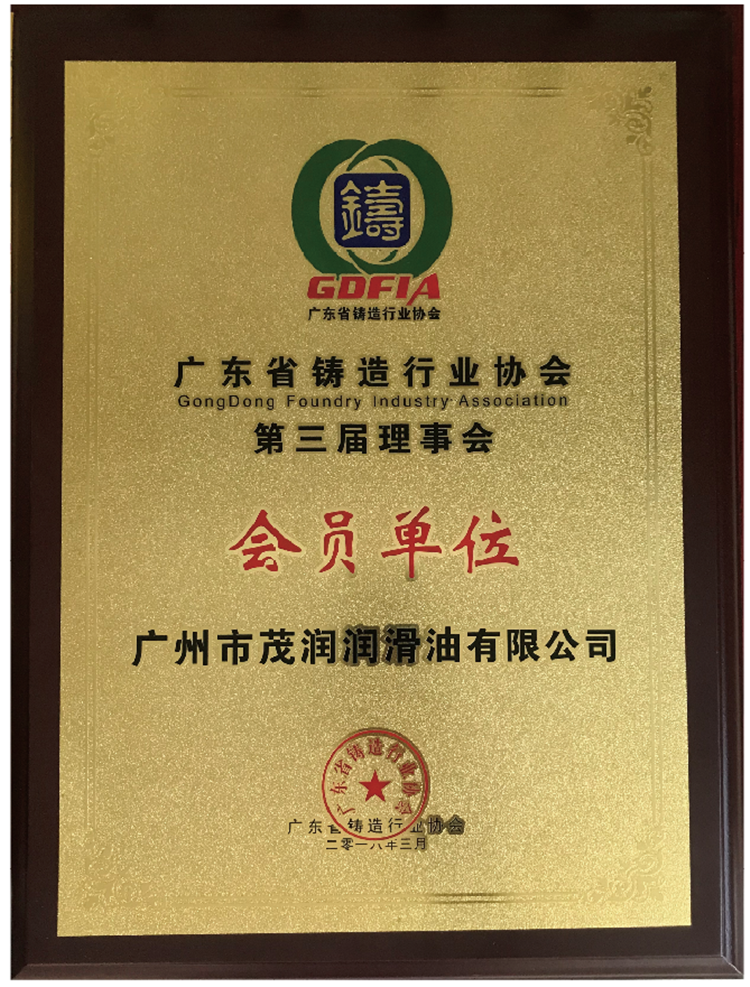 鑄
GDFIA
广东省铸造行业协会
广东省铸造行业协会
GongDong Foundry Industry Association
第三届理事会
会员单位
广州市茂润润滑油有限公司
广东省铸造行业协会
广东省铸造行业协会
二零一八年三月